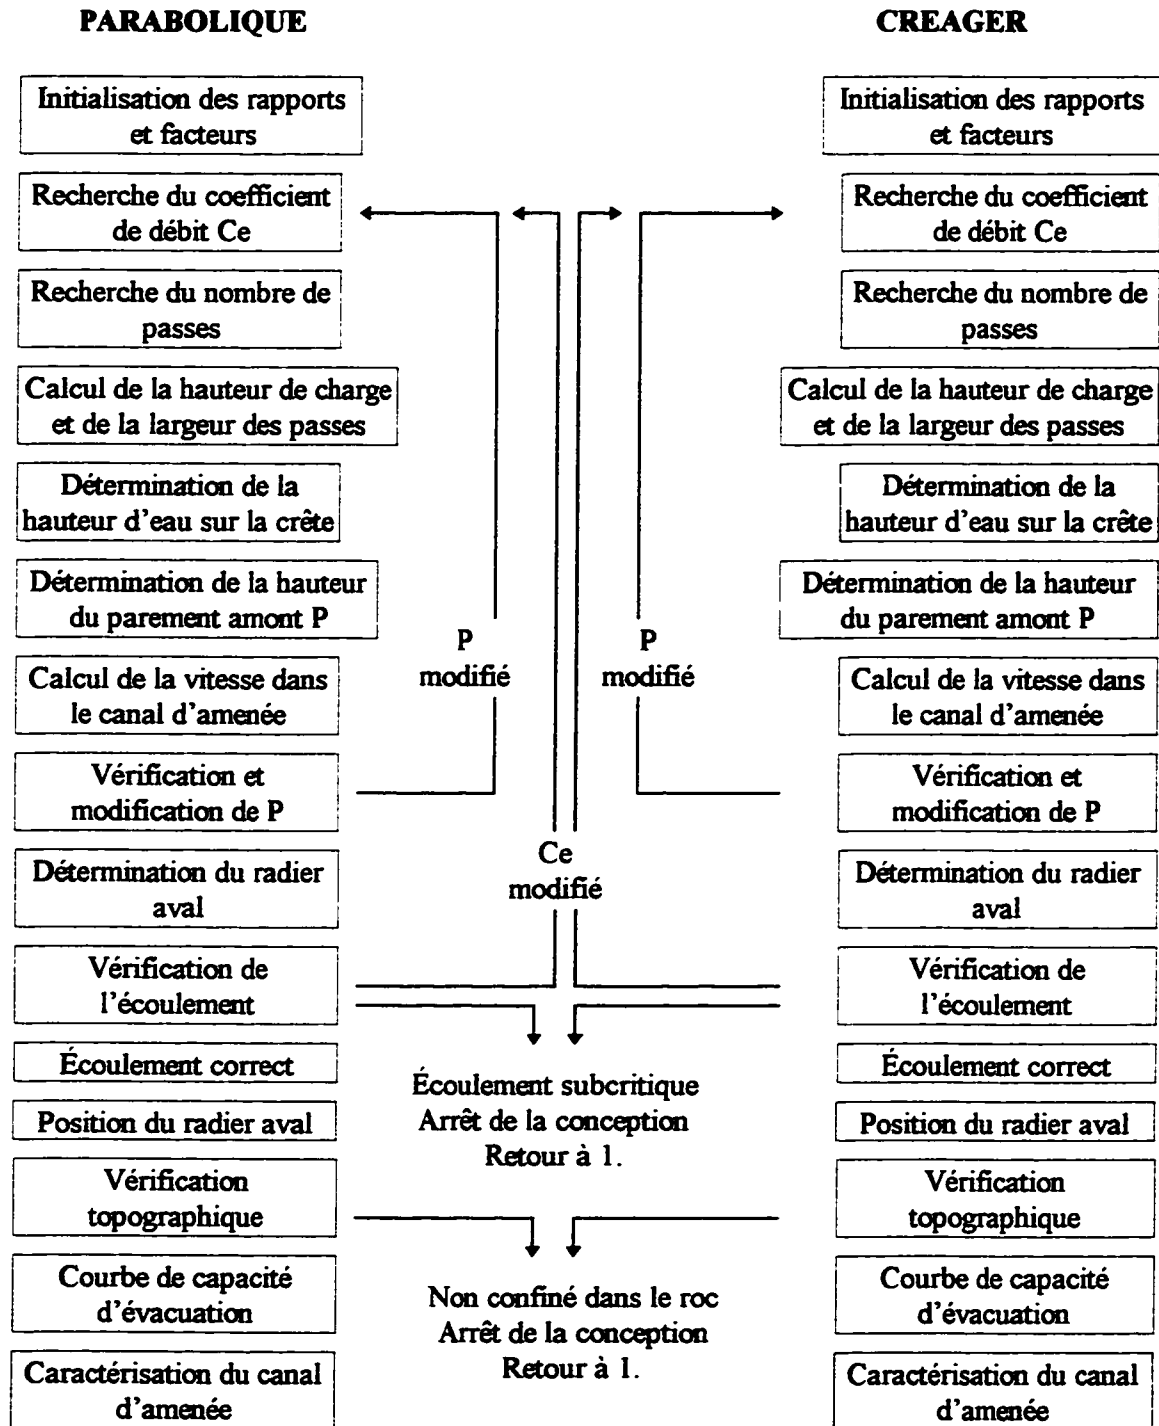 PARABOLIQUE
Initialisation des rapports
et facteurs
Recherche du coefficient
de débit Ce
Recherche du nombre de
passes
Calcul de la hauteur de charge
et de la largeur des passes
Détermination de la
hauteur d'eau sur la crête
Détermination de la hauteur
du parement amont P
Calcul de la vitesse dans
le canal d'amenée
Vérification et
modification de P
Détermination du radier
aval
Vérification de
l'écoulement
Écoulement correct
Position du radier aval
Vérification
topographique
Courbe de capacité
d'évacuation
Caractérisation du canal
d'amenée
P
modifié
Ce
modifié
P
modifié
Écoulement subcritique
Arrêt de la conception
Retour à 1.
Non confiné dans le roc
Arrêt de la conception
Retour à 1.
CREAGER
Initialisation des rapports
et facteurs
Recherche du coefficient
de débit Ce
Recherche du nombre de
passes
Calcul de la hauteur de charge
et de la largeur des passes
Détermination de la
hauteur d'eau sur la crête
Détermination de la hauteur
du parement amont P
Calcul de la vitesse dans
le canal d'amenée
Vérification et
modification de P
Détermination du radier
aval
Vérification de
l'écoulement
Écoulement correct
Position du radier aval
Vérification
topographique
Courbe de capacité
d'évacuation
Caractérisation du canal
d'amenée